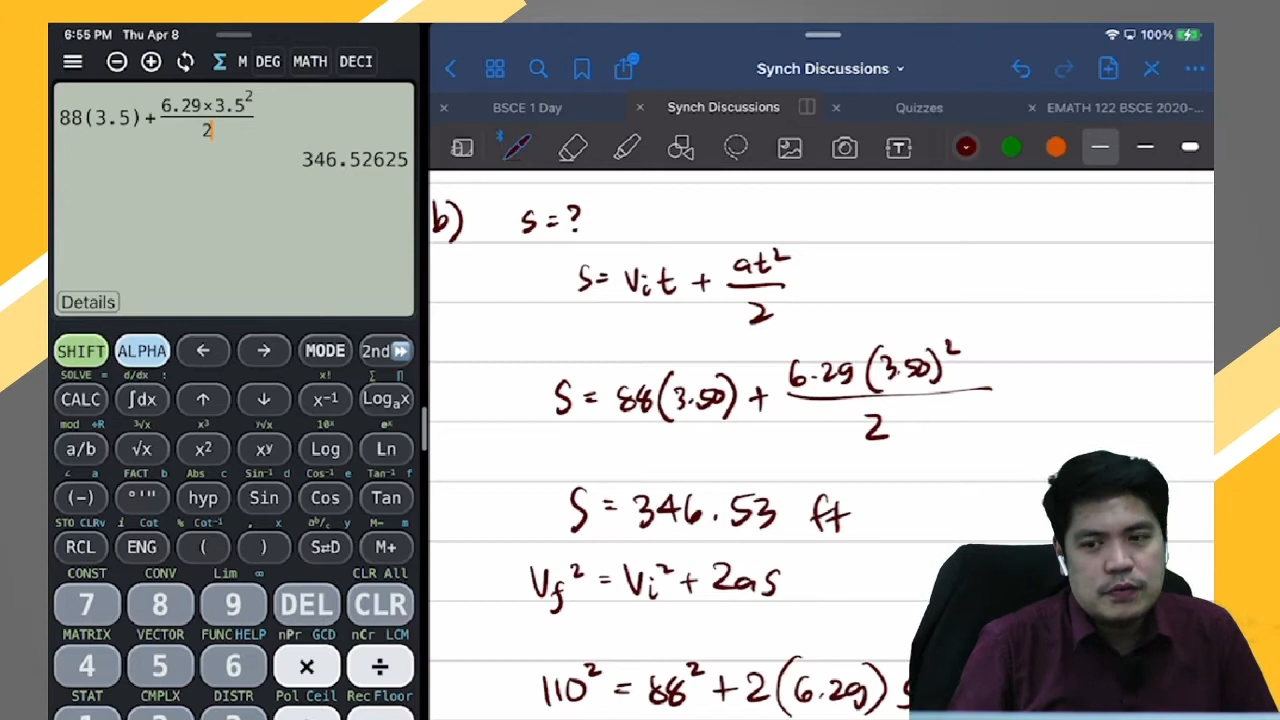 6:55 PM Thu Apr 8
M DEG MATH DECI
88(3.5)+6.29×3.5²/2
346.52625
Details
SHIFT ALPHA ← → MODE 2nd
SOLVE = d/dx : x! Σ ∏
CALC ∫dx ↑ ↓ x⁻¹ Logₐx
mod ÷R ³√x x³ ʸ√x 10ˣ eˣ
a/b √x x² xʸ Log Ln
∠ a FACT b Abs c Sin⁻¹ d Cos⁻¹ e Tan⁻¹ f
(−) °'" hyp Sin Cos Tan
STO CLRv i Cot % Cot⁻¹ , x aᵇ/c y M− m
RCL ENG ( ) S⇄D M+
CONST CONV Lim ∞ CLR All
7 8 9 DEL CLR
MATRIX VECTOR FUNC HELP nPr GCD nCr LCM
4 5 6 × ÷
STAT CMPLX DISTR Pol Ceil Rec Floor
100%
Synch Discussions
BSCE 1 Day
Synch Discussions
Quizzes
EMATH 122 BSCE 2020-...
T
b) s = ?
S = Vᵢt + at²/2
S = 88(3.50) + 6.29(3.50)²/2
S = 346.53 ft
V_f² = Vᵢ² + 2as
110² = 88² + 2(6.29)